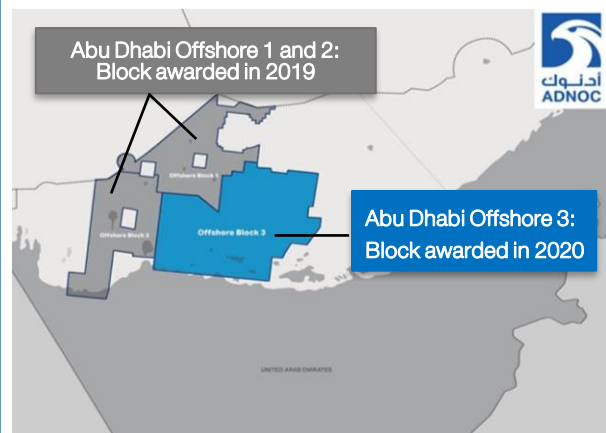 Abu Dhabi Offshore 1 and 2:
Block awarded in 2019
أدنوك
ADNOC
Offshore Block 1
Offshore Block 2
Offshore Block 3
Abu Dhabi Offshore 3:
Block awarded in 2020
UNITED ARAB EMIRATES